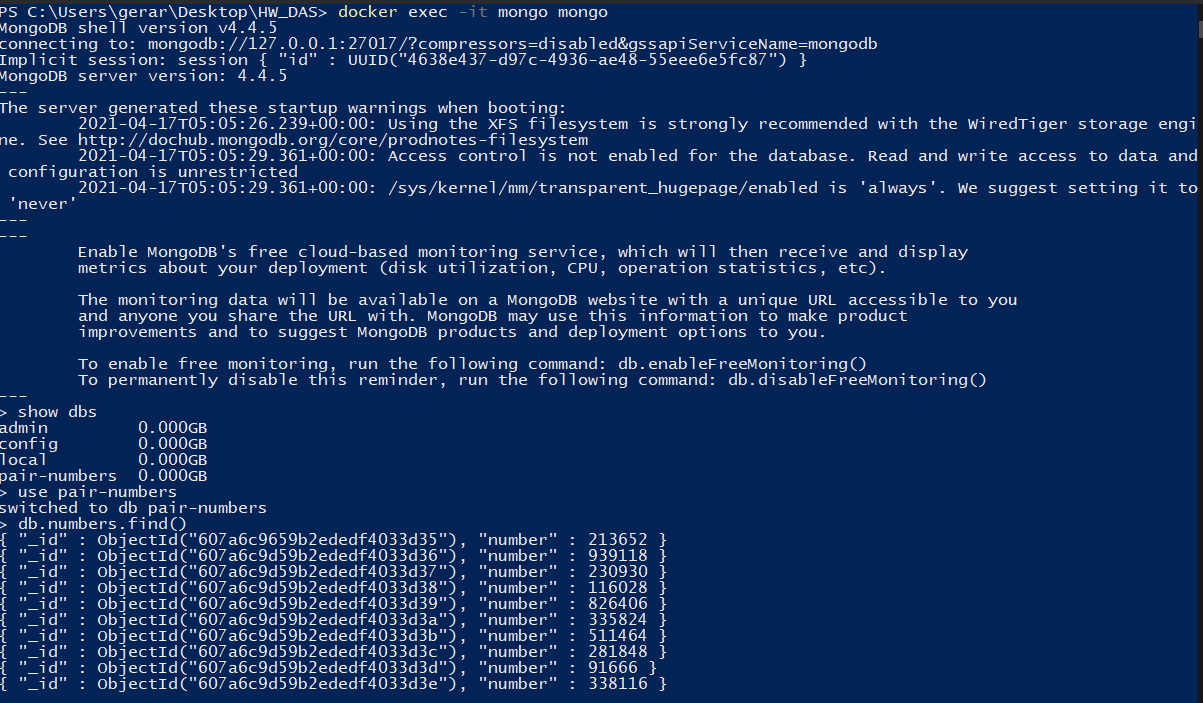 PS C:\Users\gerar\Desktop\HW_DAS> docker exec -it mongo mongo
MongoDB shell version v4.4.5
connecting to: mongodb://127.0.0.1:27017/?compressors=disabled&gssapiServiceName=mongodb
Implicit session: session { "id" : UUID("4638e437-d97c-4936-ae48-55eee6e5fc87") }
MongoDB server version: 4.4.5
---
The server generated these startup warnings when booting:
        2021-04-17T05:05:26.239+00:00: Using the XFS filesystem is strongly recommended with the WiredTiger storage engi
ne. See http://dochub.mongodb.org/core/prodnotes-filesystem
        2021-04-17T05:05:29.361+00:00: Access control is not enabled for the database. Read and write access to data and
 configuration is unrestricted
        2021-04-17T05:05:29.361+00:00: /sys/kernel/mm/transparent_hugepage/enabled is 'always'. We suggest setting it to
 'never'
---
---
        Enable MongoDB's free cloud-based monitoring service, which will then receive and display
        metrics about your deployment (disk utilization, CPU, operation statistics, etc).

        The monitoring data will be available on a MongoDB website with a unique URL accessible to you
        and anyone you share the URL with. MongoDB may use this information to make product
        improvements and to suggest MongoDB products and deployment options to you.

        To enable free monitoring, run the following command: db.enableFreeMonitoring()
        To permanently disable this reminder, run the following command: db.disableFreeMonitoring()
---
> show dbs
admin         0.000GB
config        0.000GB
local         0.000GB
pair-numbers  0.000GB
> use pair-numbers
switched to db pair-numbers
> db.numbers.find()
{ "_id" : ObjectId("607a6c9659b2ededf4033d35"), "number" : 213652 }
{ "_id" : ObjectId("607a6c9d59b2ededf4033d36"), "number" : 939118 }
{ "_id" : ObjectId("607a6c9d59b2ededf4033d37"), "number" : 230930 }
{ "_id" : ObjectId("607a6c9d59b2ededf4033d38"), "number" : 116028 }
{ "_id" : ObjectId("607a6c9d59b2ededf4033d39"), "number" : 826406 }
{ "_id" : ObjectId("607a6c9d59b2ededf4033d3a"), "number" : 335824 }
{ "_id" : ObjectId("607a6c9d59b2ededf4033d3b"), "number" : 511464 }
{ "_id" : ObjectId("607a6c9d59b2ededf4033d3c"), "number" : 281848 }
{ "_id" : ObjectId("607a6c9d59b2ededf4033d3d"), "number" : 91666 }
{ "_id" : ObjectId("607a6c9d59b2ededf4033d3e"), "number" : 338116 }